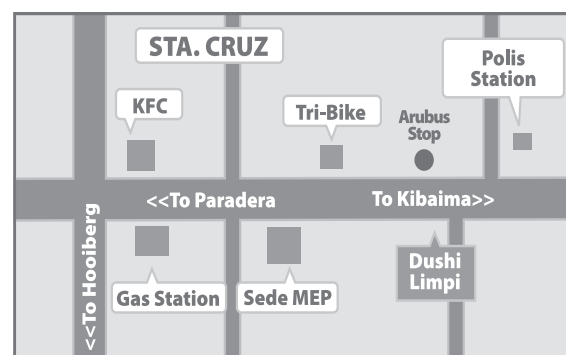 STA. CRUZ
Polis
Station
KFC
Tri-Bike
Arubus
Stop
<<To Paradera
To Kibaima>>
<<To Hooiberg
Gas Station
Sede MEP
Dushi
Limpi